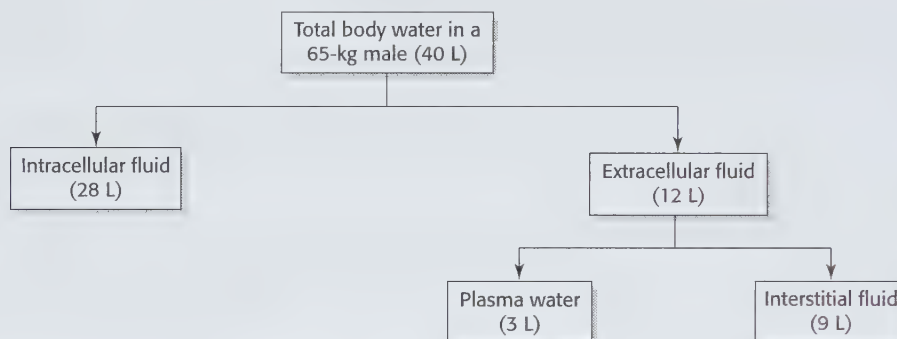 Total body water in a
65-kg male (40 L)
Intracellular fluid
(28 L)
Extracellular fluid
(12 L)
Plasma water
(3 L)
Interstitial fluid
(9 L)